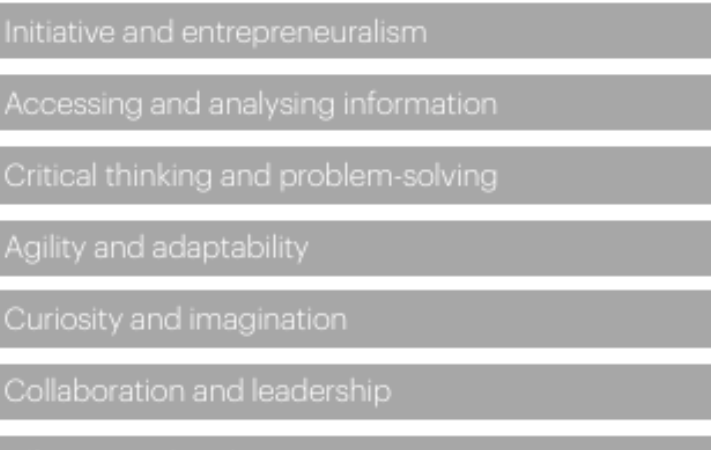 Initiative and entrepreneuralism
Accessing and analysing information
Critical thinking and problem-solving
Agility and adaptability
Curiosity and imagination
Collaboration and leadership